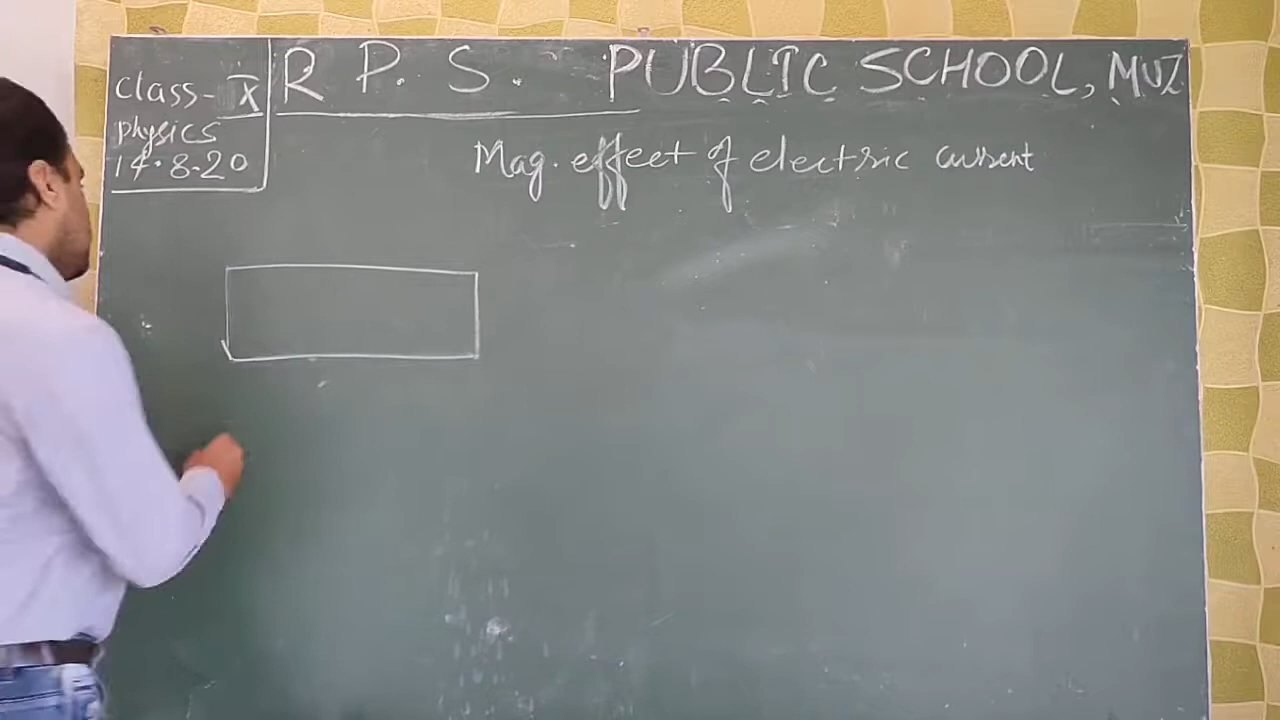 Class- X
Physics
14.8.20
R P. S. PUBLIC SCHOOL, MUZ
Mag. effect of electric current